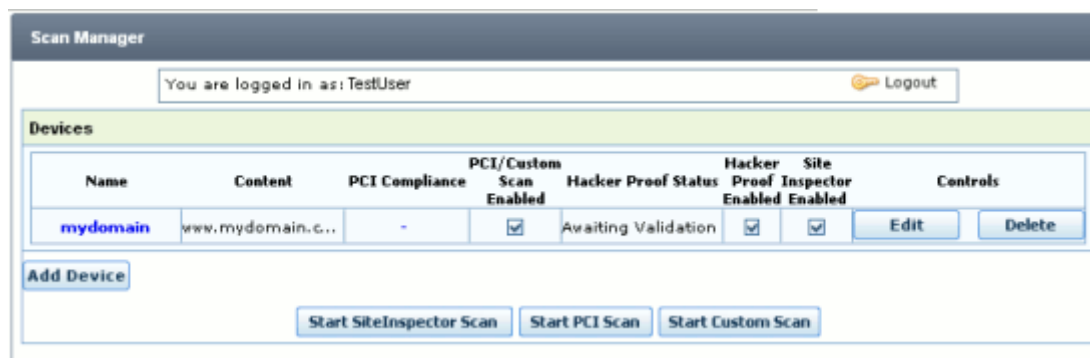 Scan Manager
You are logged in as: TestUser
Logout
Devices
Name Content PCI Compliance PCI/Custom Scan Enabled Hacker Proof Status Hacker Proof Enabled Site Inspector Enabled Controls
mydomain www.mydomain.c... - Awaiting Validation Edit Delete
Add Device
Start SiteInspector Scan Start PCI Scan Start Custom Scan